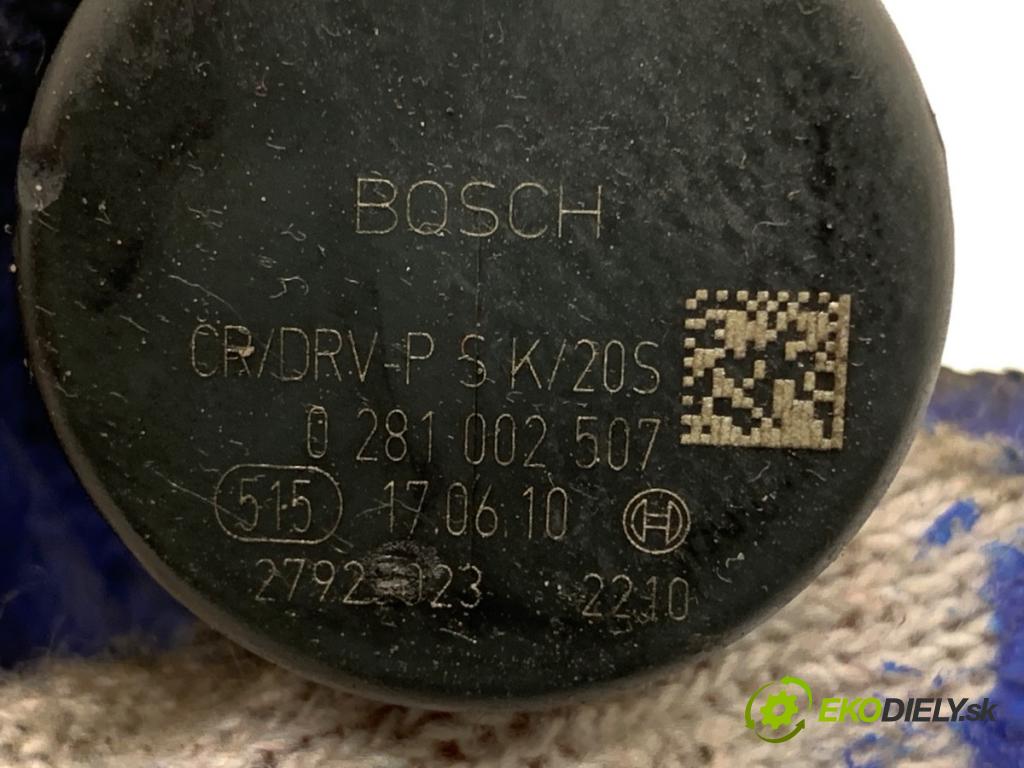 BOSCH
CR/DRV-P S K/20S
0 281 002 507
515 17.06.10
2210
EKODIELY.sk